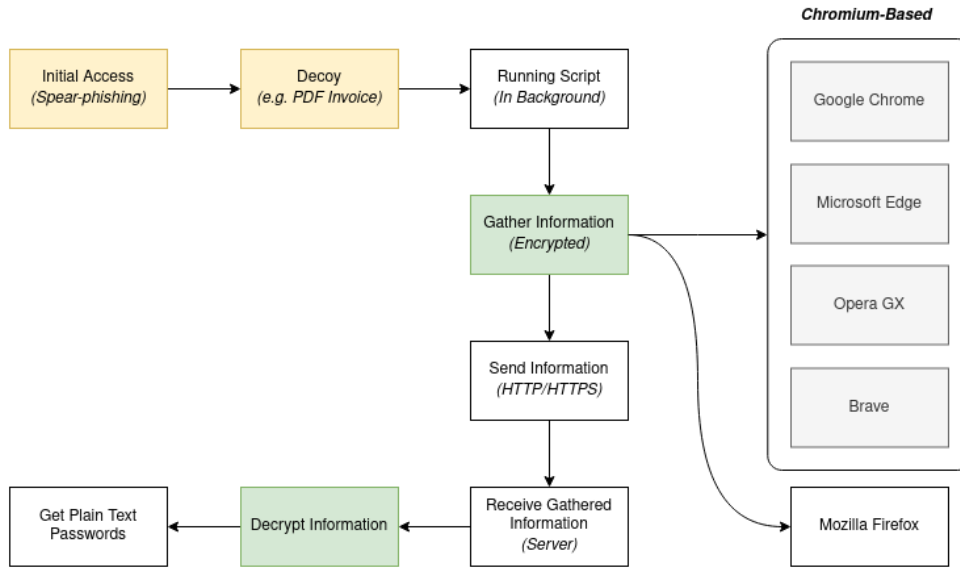 Chromium-Based
Initial Access
(Spear-phishing)
Decoy
(e.g. PDF Invoice)
Running Script
(In Background)
Google Chrome
Microsoft Edge
Gather Information
(Encrypted)
Opera GX
Send Information
(HTTP/HTTPS)
Brave
Get Plain Text
Passwords
Decrypt Information
Receive Gathered
Information
(Server)
Mozilla Firefox